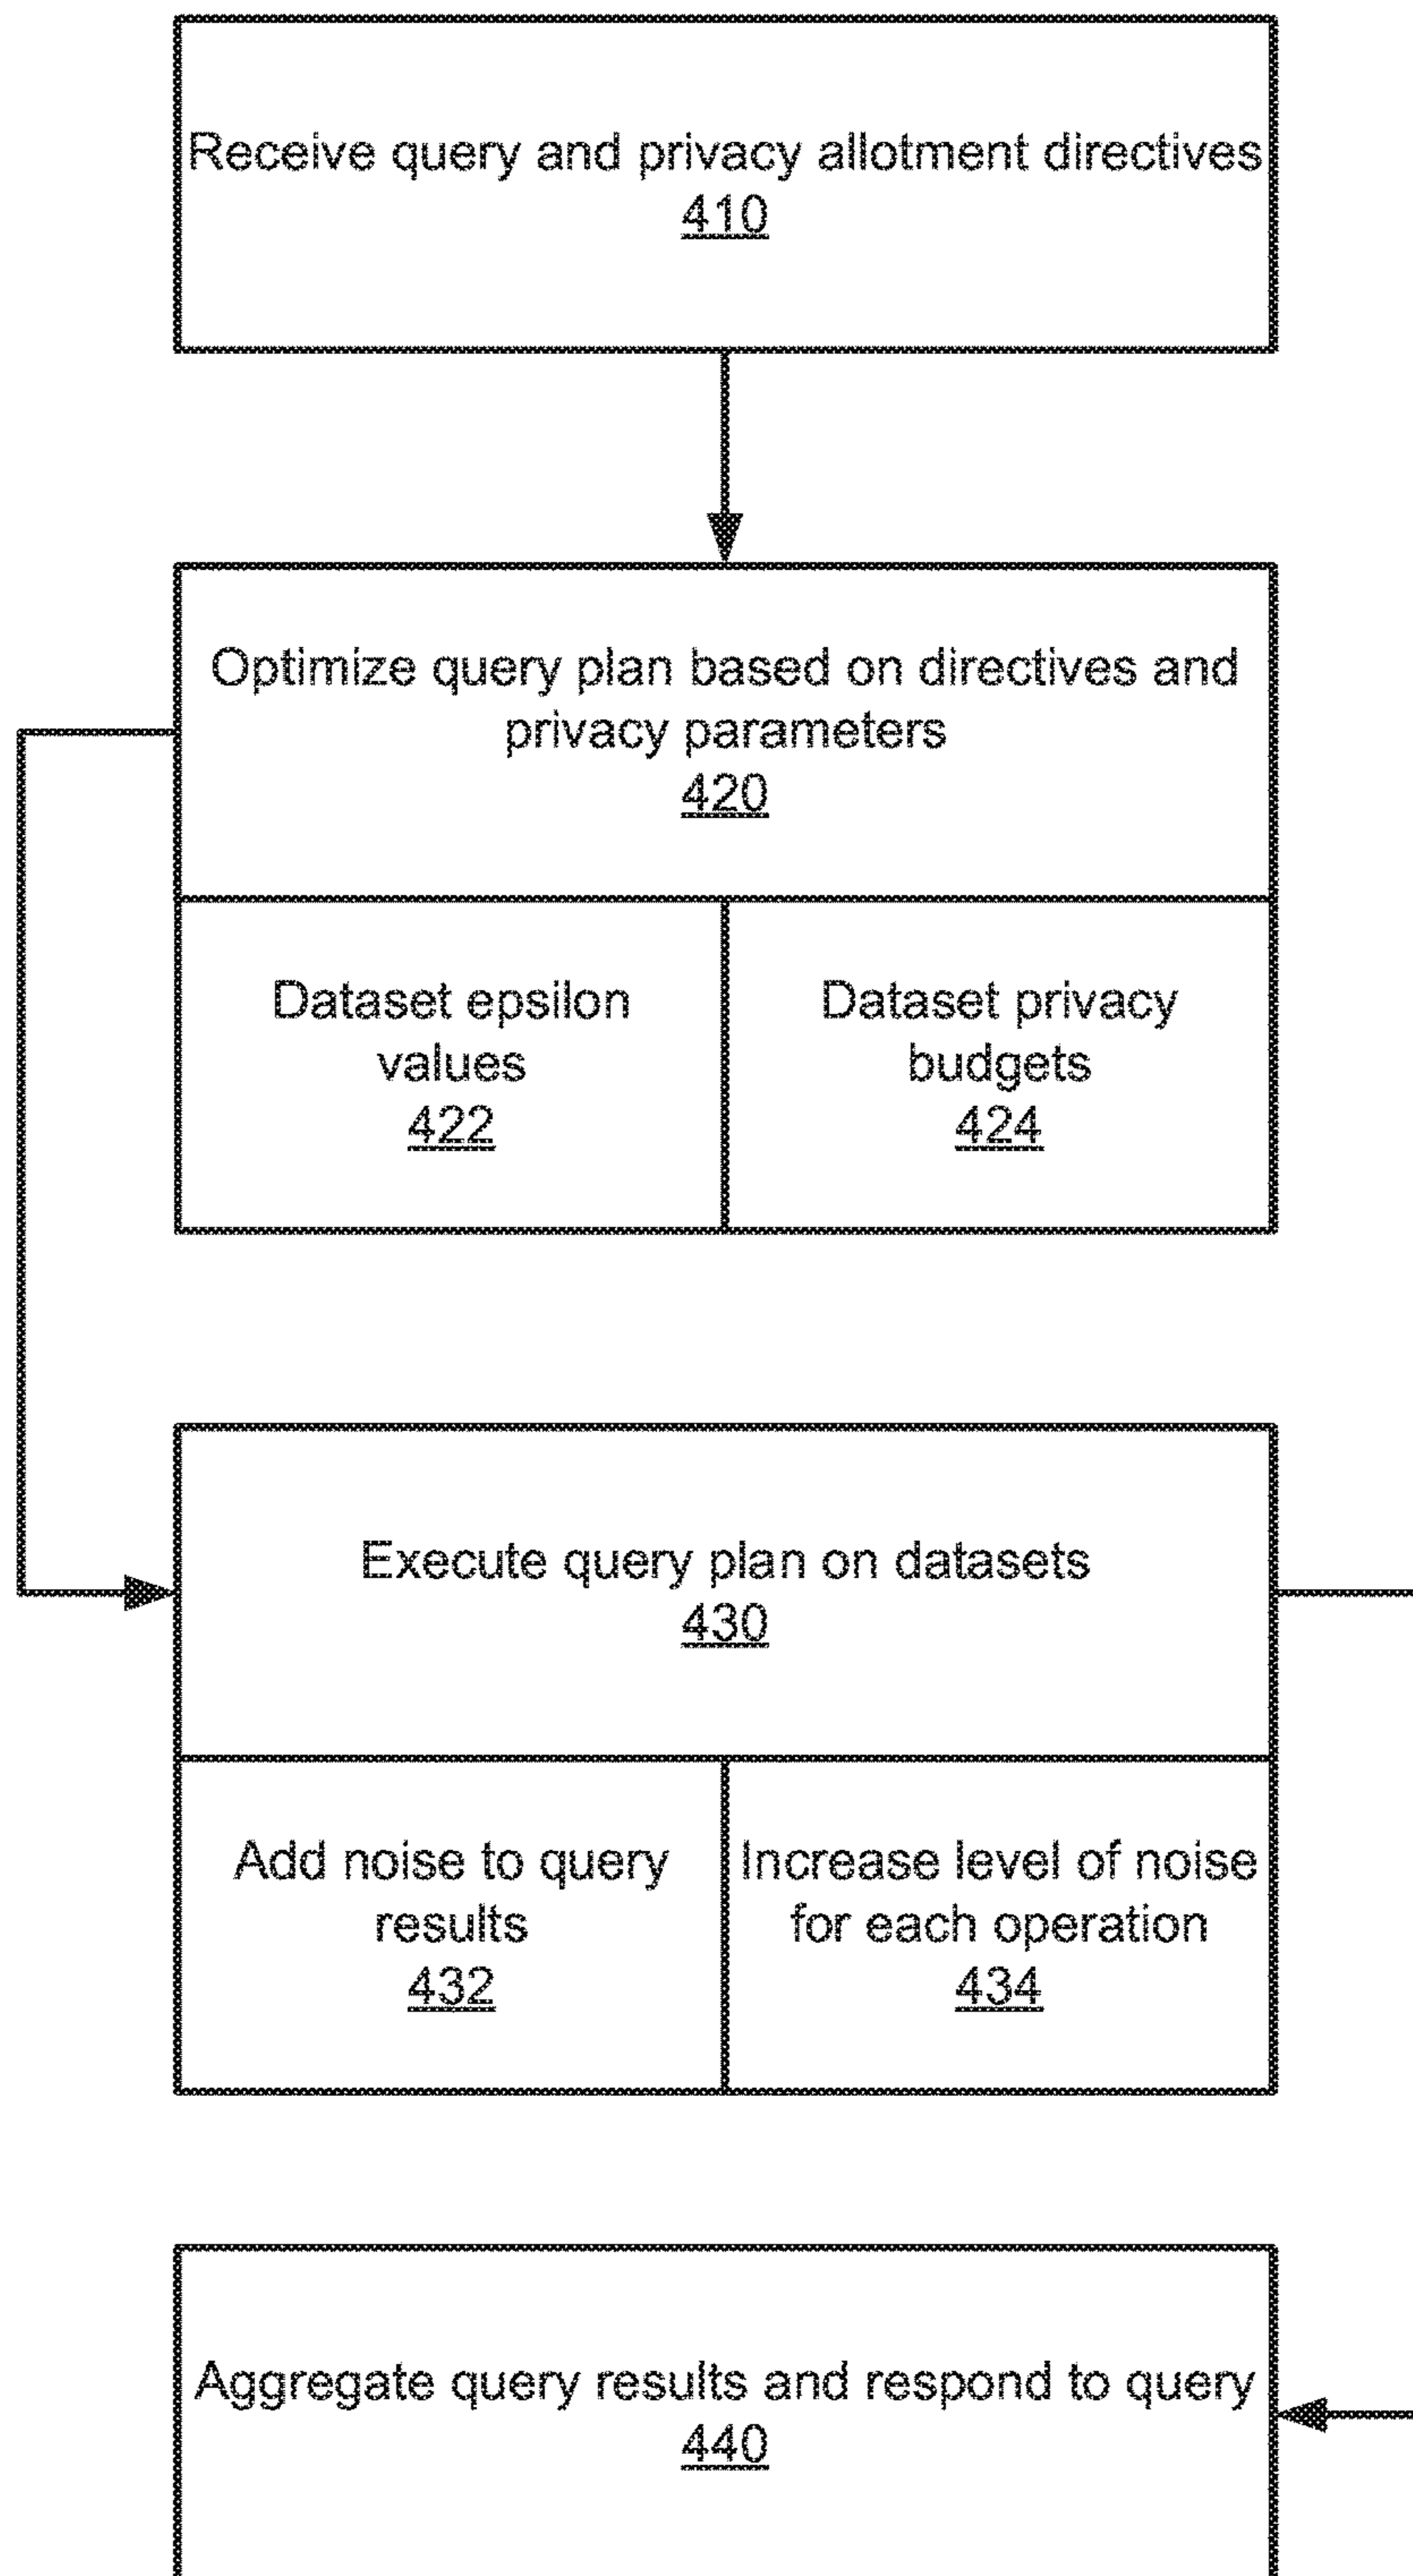 Receive query and privacy allotment directives
410
Optimize query plan based on directives and
privacy parameters
420
Dataset epsilon
values
422
Dataset privacy
budgets
424
Execute query plan on datasets
430
Add noise to query
results
432
Increase level of noise
for each operation
434
Aggregate query results and respond to query
440